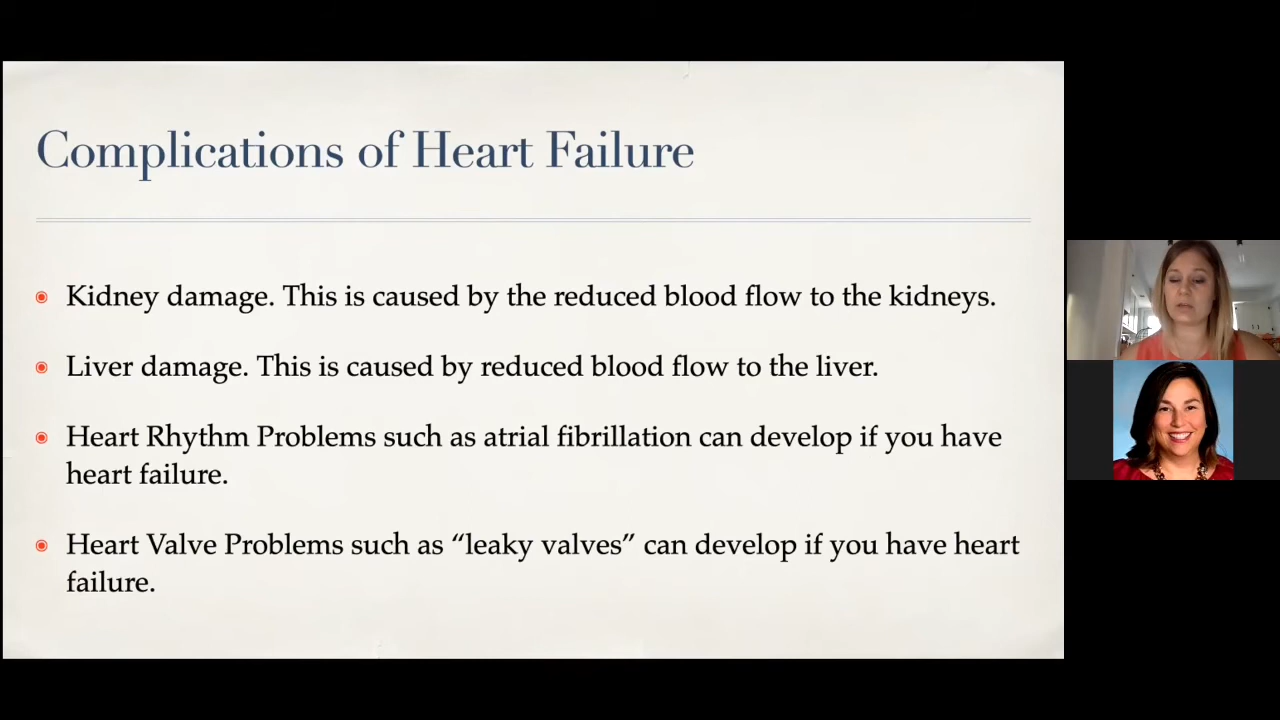 Complications of Heart Failure
Kidney damage. This is caused by the reduced blood flow to the kidneys.
Liver damage. This is caused by reduced blood flow to the liver.
Heart Rhythm Problems such as atrial fibrillation can develop if you have
heart failure.
Heart Valve Problems such as “leaky valves” can develop if you have heart
failure.